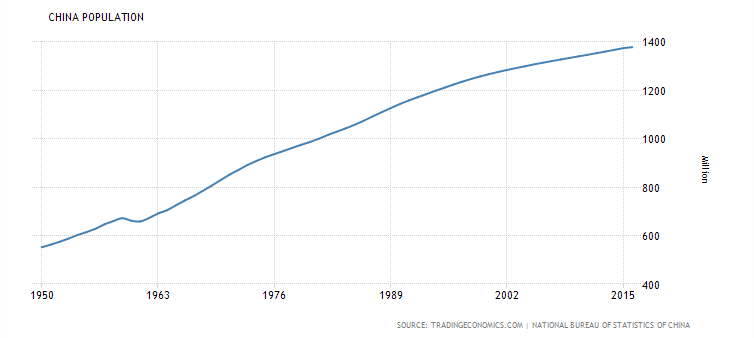 CHINA POPULATION
1400
1200
1000
800
600
400
Million
1950 1963 1976 1989 2002 2015
SOURCE: TRADINGECONOMICS.COM | NATIONAL BUREAU OF STATISTICS OF CHINA